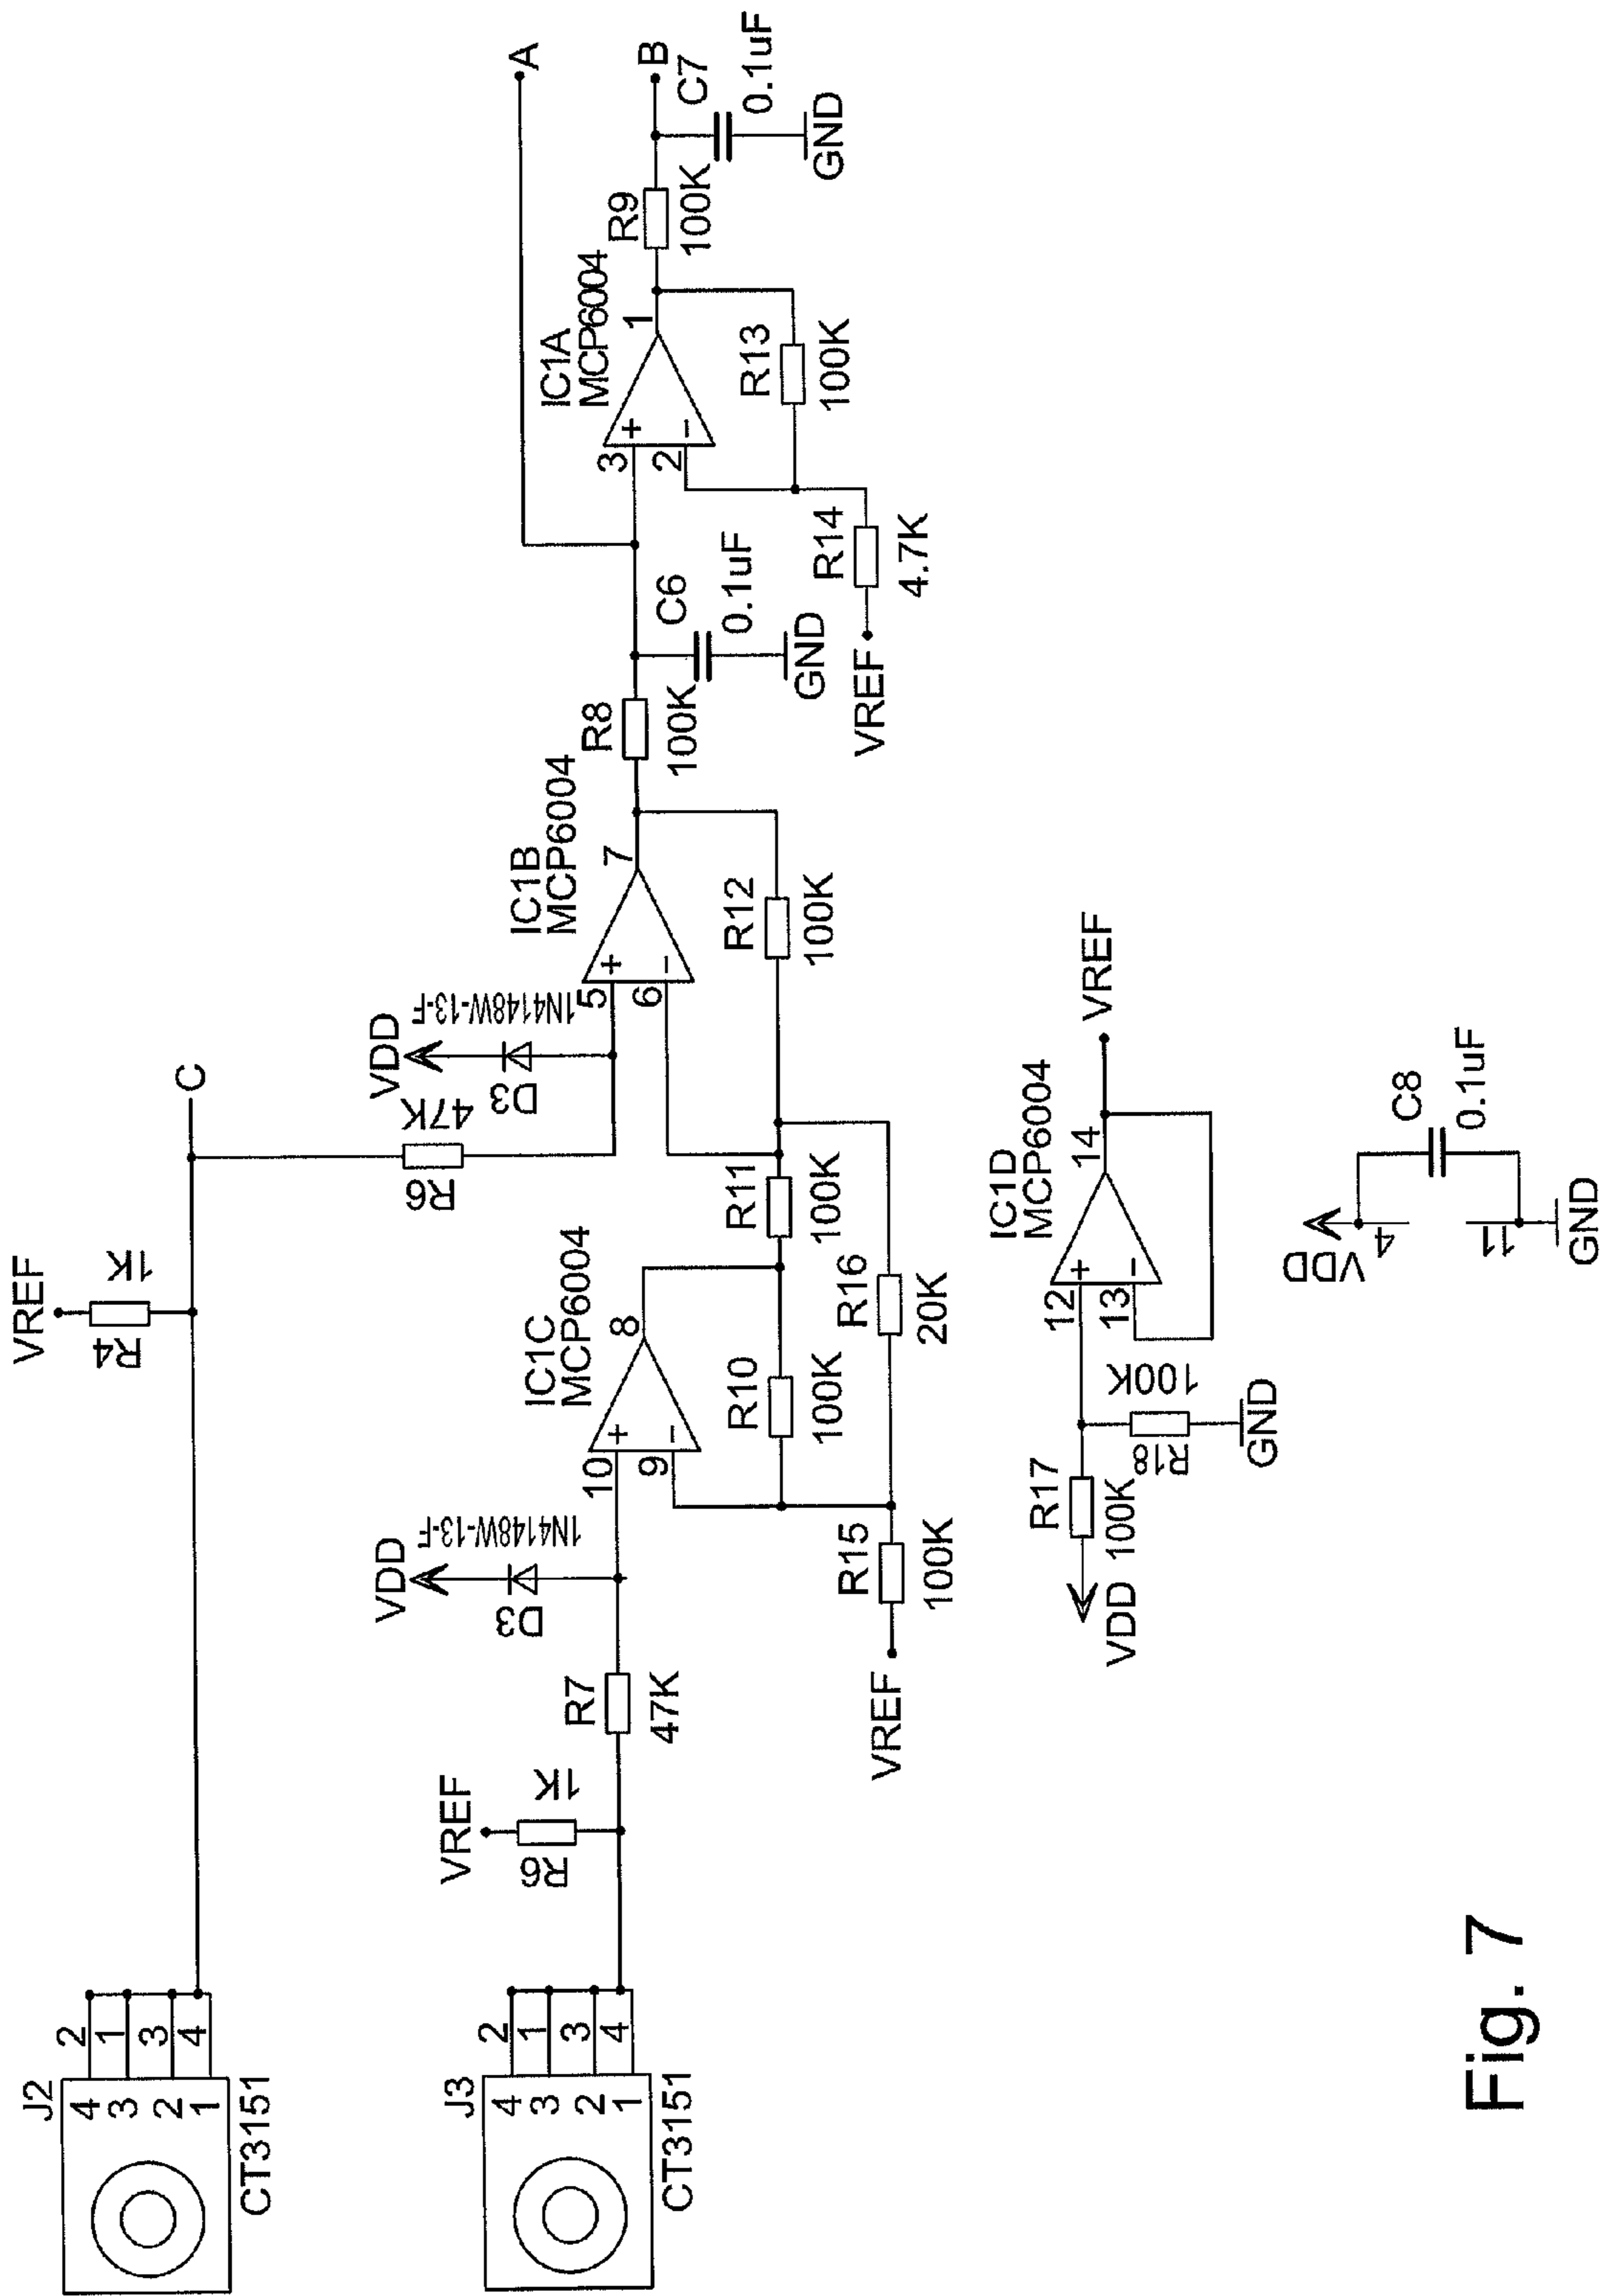 J2
4
3
2
1
2
1
3
4
CT3151
VREF
R4
1K
C
R6
47K
J3
4
3
2
1
2
1
3
4
CT3151
VREF
R6
1K
R7
47K
VDD
D3
1N4148W-13-F
IC1C
MCP6004
10
9
8
+
-
R10
100K
R11
100K
R15
100K
VREF
R16
20K
VDD
D3
1N4148W-13-F
IC1B
MCP6004
5
6
7
+
-
R12
100K
R8
100K
C6
0.1uF
GND
A
IC1A
MCP6004
3
2
1
+
-
R13
100K
R14
4.7K
VREF
R9
100K
B
C7
0.1uF
GND
VDD
R17
100K
R18
100K
GND
IC1D
MCP6004
12
13
14
+
-
VREF
VDD
4
11
C8
0.1uF
GND
Fig. 7